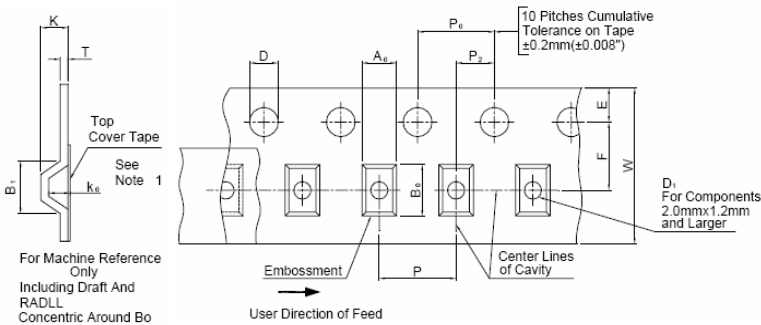 K
T
Top
Cover Tape
See
Note 1
B₁
k₀
For Machine Reference
Only
Including Draft And
RADLL
Concentric Around Bo
D
A₀
P₀
P₂
10 Pitches Cumulative
Tolerance on Tape
±0.2mm(±0.008")
E
F
W
B₀
D₁
For Components
2.0mmx1.2mm
and Larger
Embossment
P
Center Lines
of Cavity
User Direction of Feed